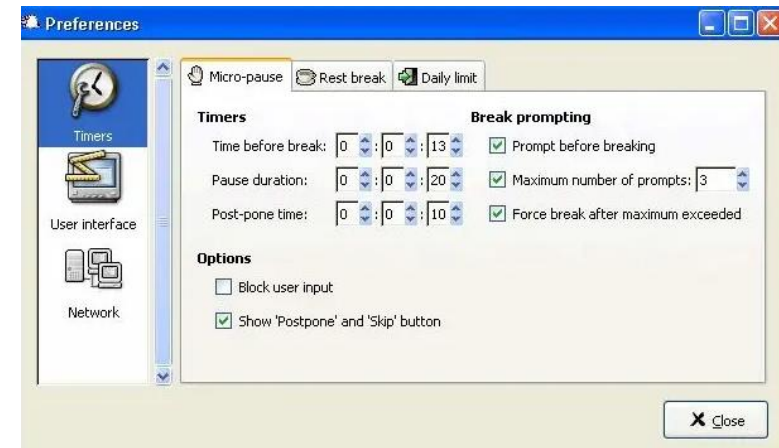 Preferences
Timers
User interface
Network
Micro-pause Rest break Daily limit
Timers
Time before break: 0 : 0 : 13
Pause duration: 0 : 0 : 20
Post-pone time: 0 : 0 : 10
Break prompting
Prompt before breaking
Maximum number of prompts: 3
Force break after maximum exceeded
Options
Block user input
Show 'Postpone' and 'Skip' button
Close